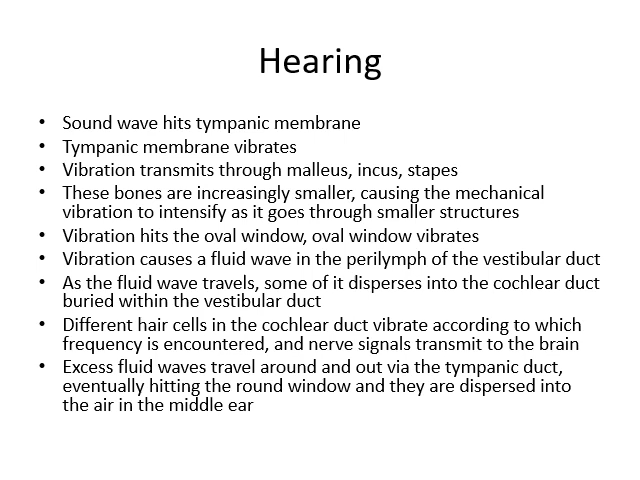 Hearing
• Sound wave hits tympanic membrane
• Tympanic membrane vibrates
• Vibration transmits through malleus, incus, stapes
• These bones are increasingly smaller, causing the mechanical
vibration to intensify as it goes through smaller structures
• Vibration hits the oval window, oval window vibrates
• Vibration causes a fluid wave in the perilymph of the vestibular duct
• As the fluid wave travels, some of it disperses into the cochlear duct
buried within the vestibular duct
• Different hair cells in the cochlear duct vibrate according to which
frequency is encountered, and nerve signals transmit to the brain
• Excess fluid waves travel around and out via the tympanic duct,
eventually hitting the round window and they are dispersed into
the air in the middle ear